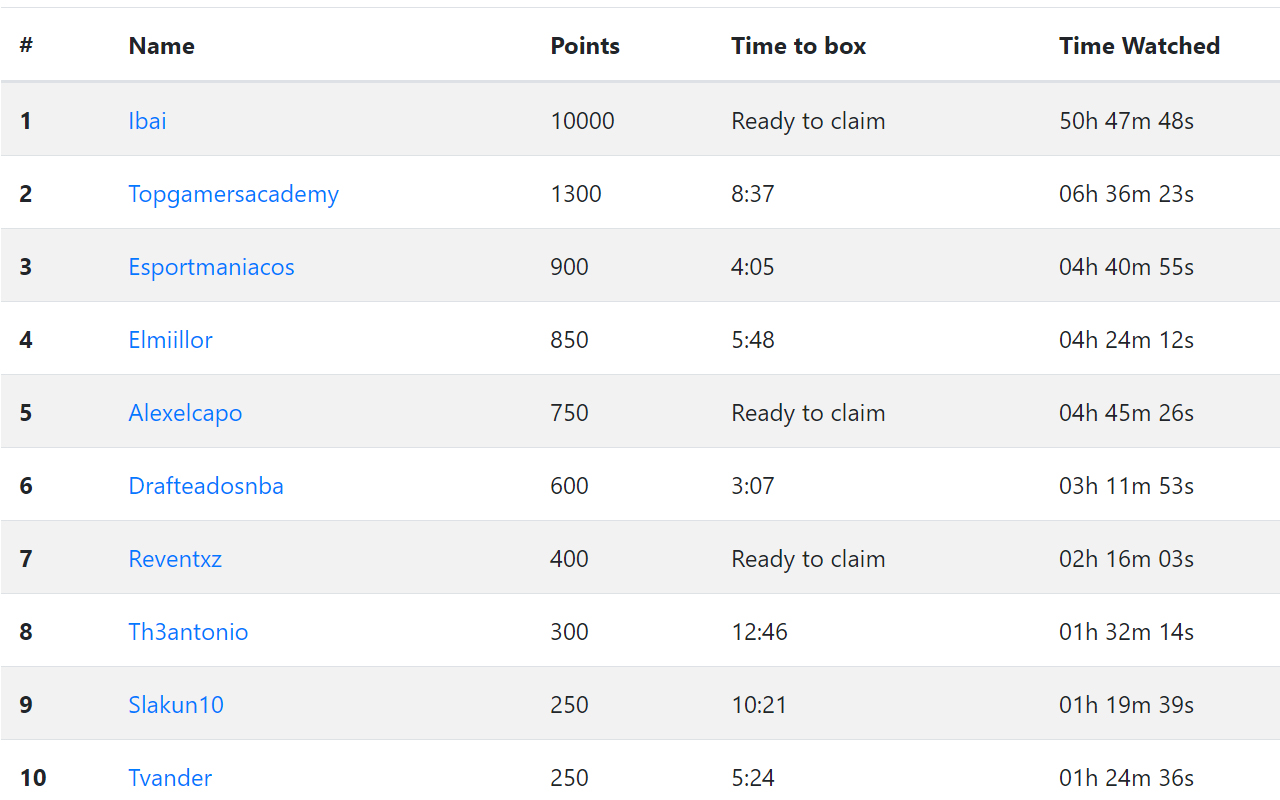 # Name Points Time to box Time Watched
1 Ibai 10000 Ready to claim 50h 47m 48s
2 Topgamersacademy 1300 8:37 06h 36m 23s
3 Esportmaniacos 900 4:05 04h 40m 55s
4 Elmiillor 850 5:48 04h 24m 12s
5 Alexelcapo 750 Ready to claim 04h 45m 26s
6 Drafteadosnba 600 3:07 03h 11m 53s
7 Reventxz 400 Ready to claim 02h 16m 03s
8 Th3antonio 300 12:46 01h 32m 14s
9 Slakun10 250 10:21 01h 19m 39s
10 Tvander 250 5:24 01h 24m 36s